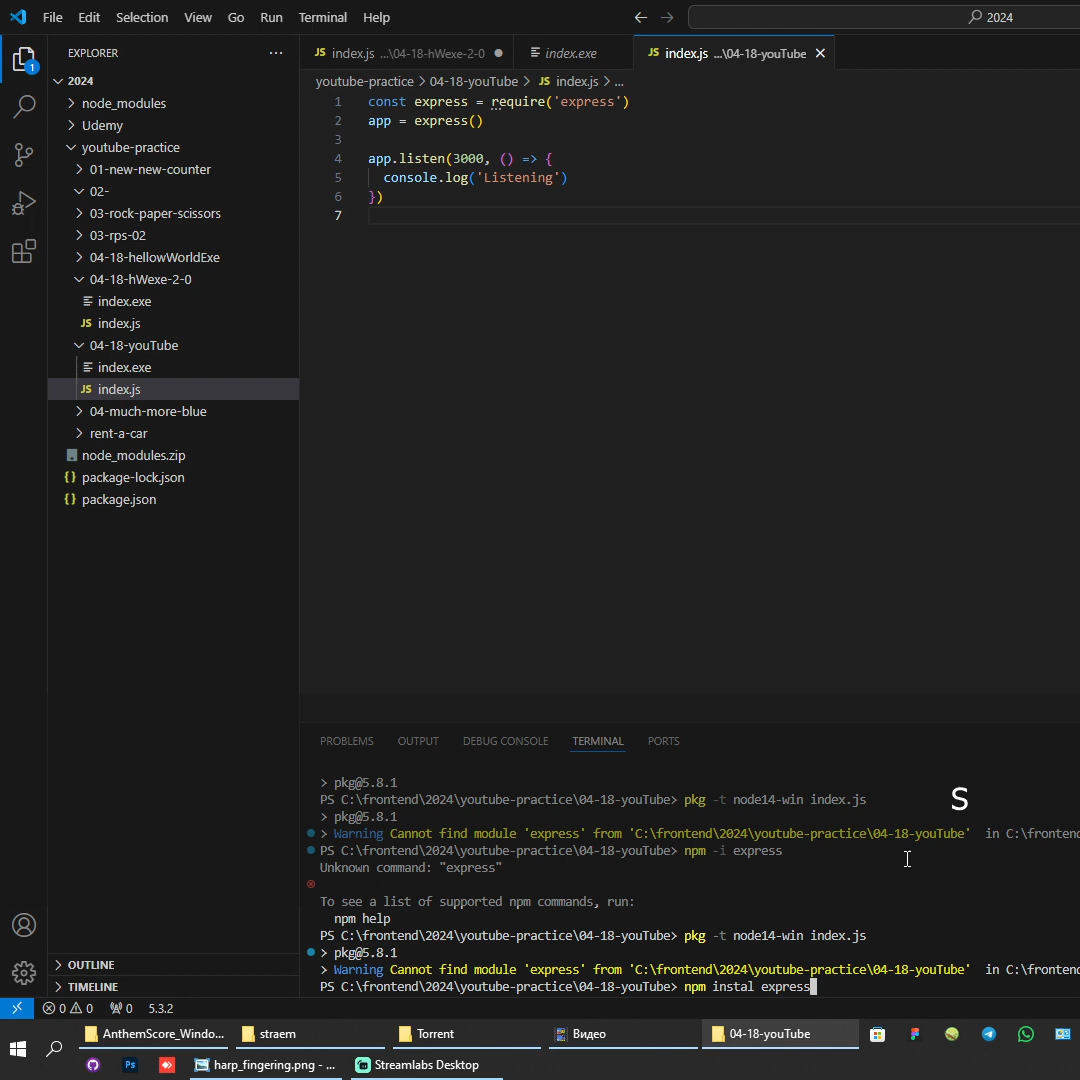 File Edit Selection View Go Run Terminal Help 2024
EXPLORER
index.js ...\04-18-hWexe-2-0 index.exe index.js ...\04-18-youTube
youtube-practice > 04-18-youTube > JS index.js > ...
1
2024
node_modules
Udemy
youtube-practice
01-new-new-counter
02-
03-rock-paper-scissors
03-rps-02
04-18-hellowWorldExe
04-18-hWexe-2-0
index.exe
JS index.js
04-18-youTube
index.exe
JS index.js
04-much-more-blue
rent-a-car
node_modules.zip
{} package-lock.json
{} package.json
OUTLINE
TIMELINE
1 const express = require('express')
2 app = express()
3
4 app.listen(3000, () => {
5 console.log('Listening')
6 })
7
PROBLEMS OUTPUT DEBUG CONSOLE TERMINAL PORTS
> pkg@5.8.1
PS C:\frontend\2024\youtube-practice\04-18-youTube> pkg -t node14-win index.js
> pkg@5.8.1
> Warning Cannot find module 'express' from 'C:\frontend\2024\youtube-practice\04-18-youTube' in C:\fronten
PS C:\frontend\2024\youtube-practice\04-18-youTube> npm -i express
Unknown command: "express"
To see a list of supported npm commands, run:
npm help
PS C:\frontend\2024\youtube-practice\04-18-youTube> pkg -t node14-win index.js
> pkg@5.8.1
> Warning Cannot find module 'express' from 'C:\frontend\2024\youtube-practice\04-18-youTube' in C:\fronten
PS C:\frontend\2024\youtube-practice\04-18-youTube> npm instal express
S
0 0 0 5.3.2
AnthemScore_Windo... straem Torrent Видео 04-18-youTube
Ps harp_fingering.png - ... Streamlabs Desktop